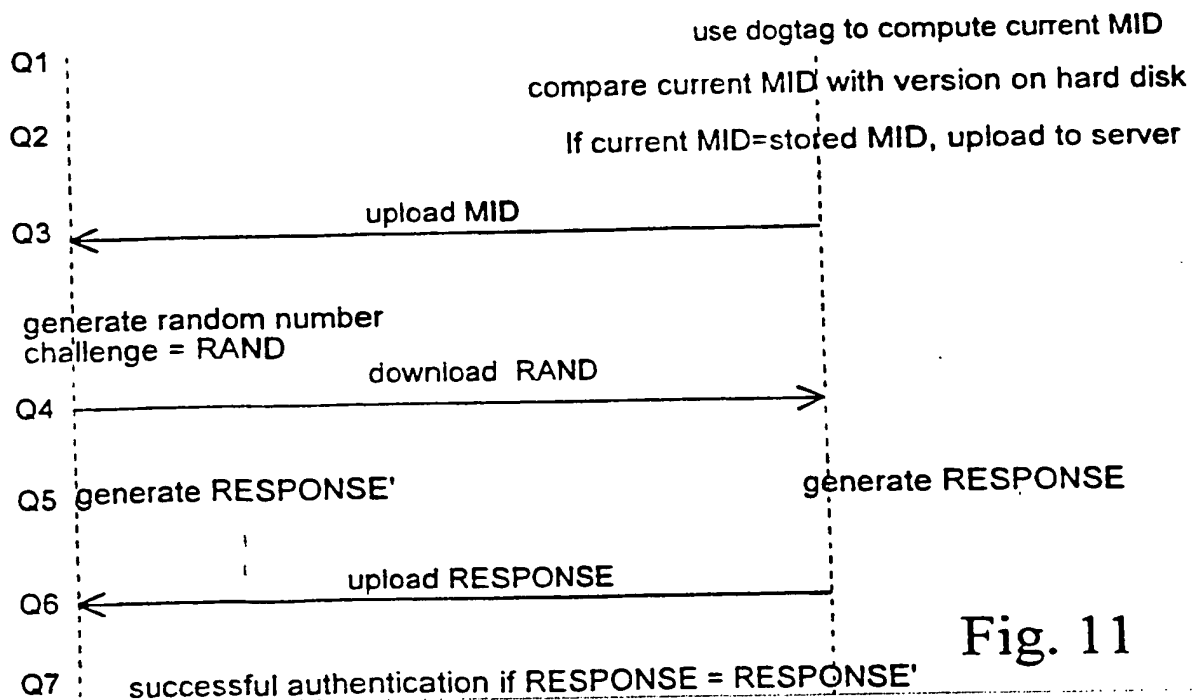 use dogtag to compute current MID
Q1
compare current MID with version on hard disk
Q2
If current MID=stored MID, upload to server
upload MID
Q3
generate random number
challenge = RAND
download RAND
Q4
Q5 generate RESPONSE'
generate RESPONSE
upload RESPONSE
Q6
Fig. 11
Q7 successful authentication if RESPONSE = RESPONSE'